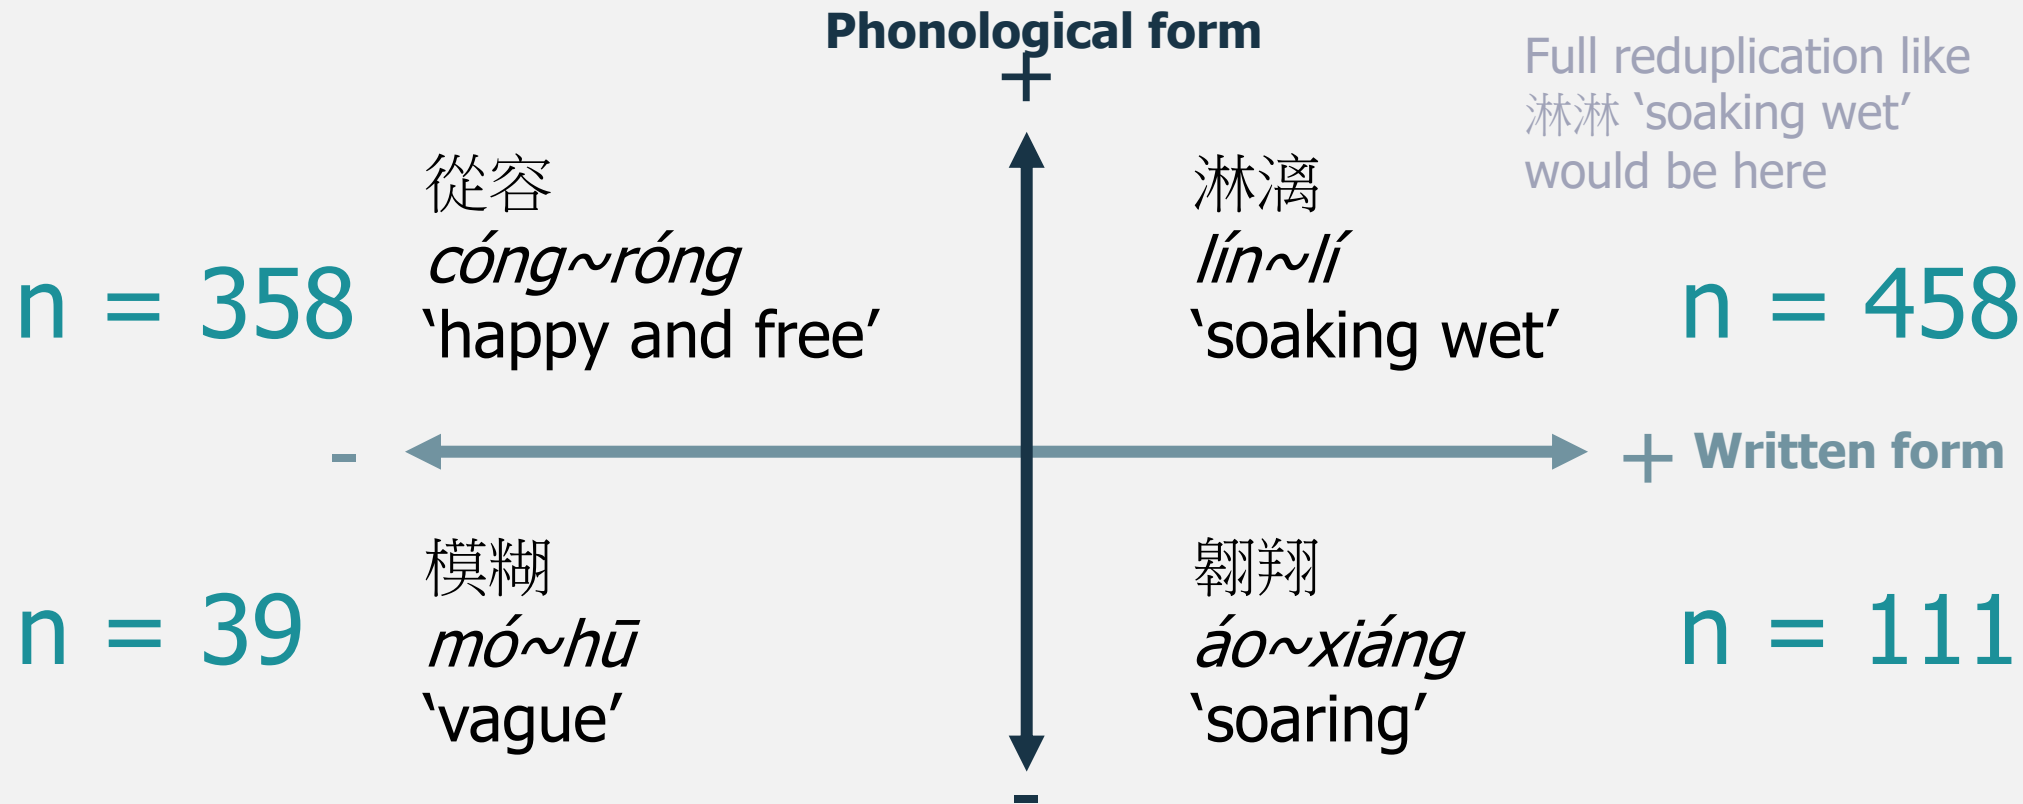 Phonological form
+
Full reduplication like
淋淋 ‘soaking wet’
would be here
從容
cóng~róng
‘happy and free’
n = 358
淋漓
lín~lí
‘soaking wet’
n = 458
-
+ Written form
模糊
mó~hū
‘vague’
n = 39
翱翔
áo~xiáng
‘soaring’
n = 111
-